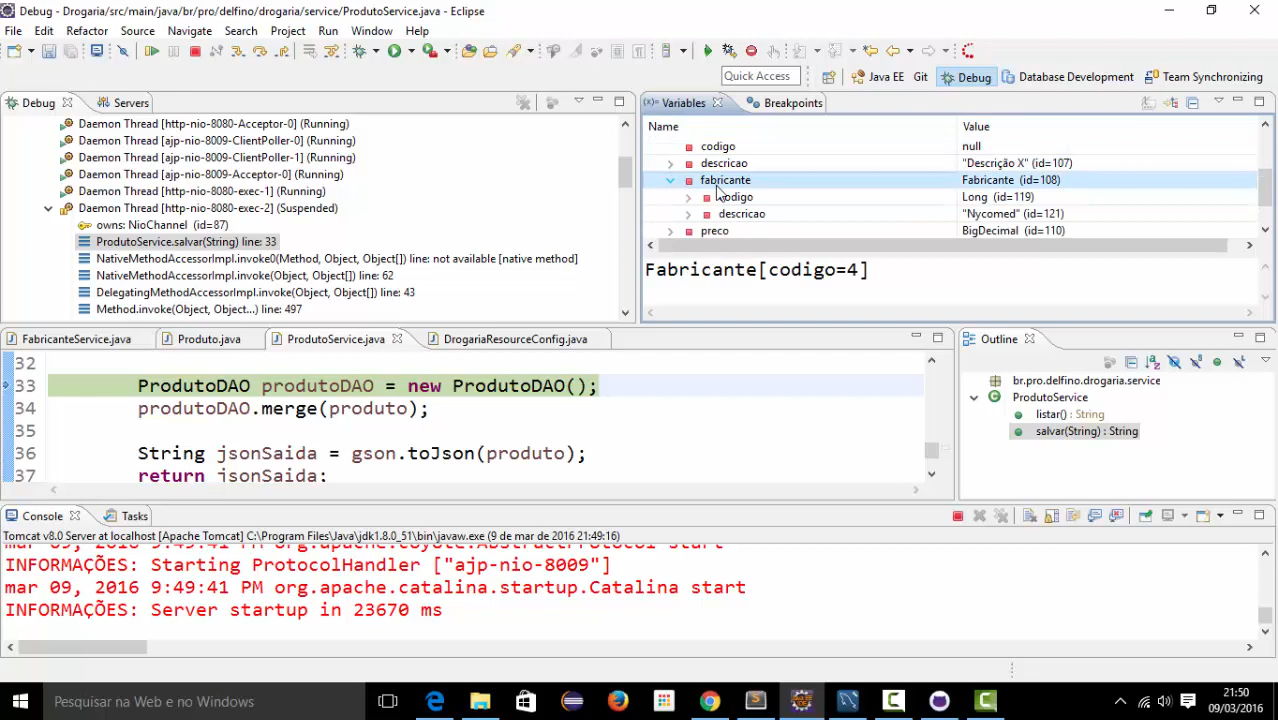 Debug - Drogaria/src/main/java/br/pro/delfino/drogaria/service/ProdutoService.java - Eclipse
File Edit Refactor Source Navigate Search Project Run Window Help
Quick Access Java EE Git Debug Database Development Team Synchronizing
Debug Servers
Daemon Thread [http-nio-8080-Acceptor-0] (Running)
Daemon Thread [ajp-nio-8009-ClientPoller-1] (Running)
Daemon Thread [ajp-nio-8009-ClientPoller-0] (Running)
Daemon Thread [ajp-nio-8009-Acceptor-0] (Running)
Daemon Thread [http-nio-8080-exec-1] (Running)
Daemon Thread [http-nio-8080-exec-2] (Suspended)
owns: NioChannel (id=87)
ProdutoService.salvar(String) line: 33
NativeMethodAccessorImpl.invoke0(Method, Object, Object[]) line: not available [native method]
NativeMethodAccessorImpl.invoke(Object, Object[]) line: 62
DelegatingMethodAccessorImpl.invoke(Object, Object[]) line: 43
Method.invoke(Object, Object...) line: 497
(x)= Variables Breakpoints
Name Value
codigo null
descricao "Descrição X" (id=107)
fabricante Fabricante (id=108)
codigo Long (id=119)
descricao "Nycomed" (id=121)
preco BigDecimal (id=110)
Fabricante[codigo=4]
FabricanteService.java Produto.java ProdutoService.java DrogariaResourceConfig.java
32
33 ProdutoDAO produtoDAO = new ProdutoDAO();
34 produtoDAO.merge(produto);
35
36 String jsonSaida = gson.toJson(produto);
37 return jsonSaida;
Outline
br.pro.delfino.drogaria.service
ProdutoService
listar() : String
salvar(String) : String
Console Tasks
Tomcat v8.0 Server at localhost [Apache Tomcat] C:\Program Files\Java\jdk1.8.0_51\bin\javaw.exe (9 de mar de 2016 21:49:16)
mar 09, 2016 9:49:41 PM org.apache.coyote.AbstractProtocol start
INFORMAÇÕES: Starting ProtocolHandler ["ajp-nio-8009"]
mar 09, 2016 9:49:41 PM org.apache.catalina.startup.Catalina start
INFORMAÇÕES: Server startup in 23670 ms
Pesquisar na Web e no Windows
21:50
09/03/2016